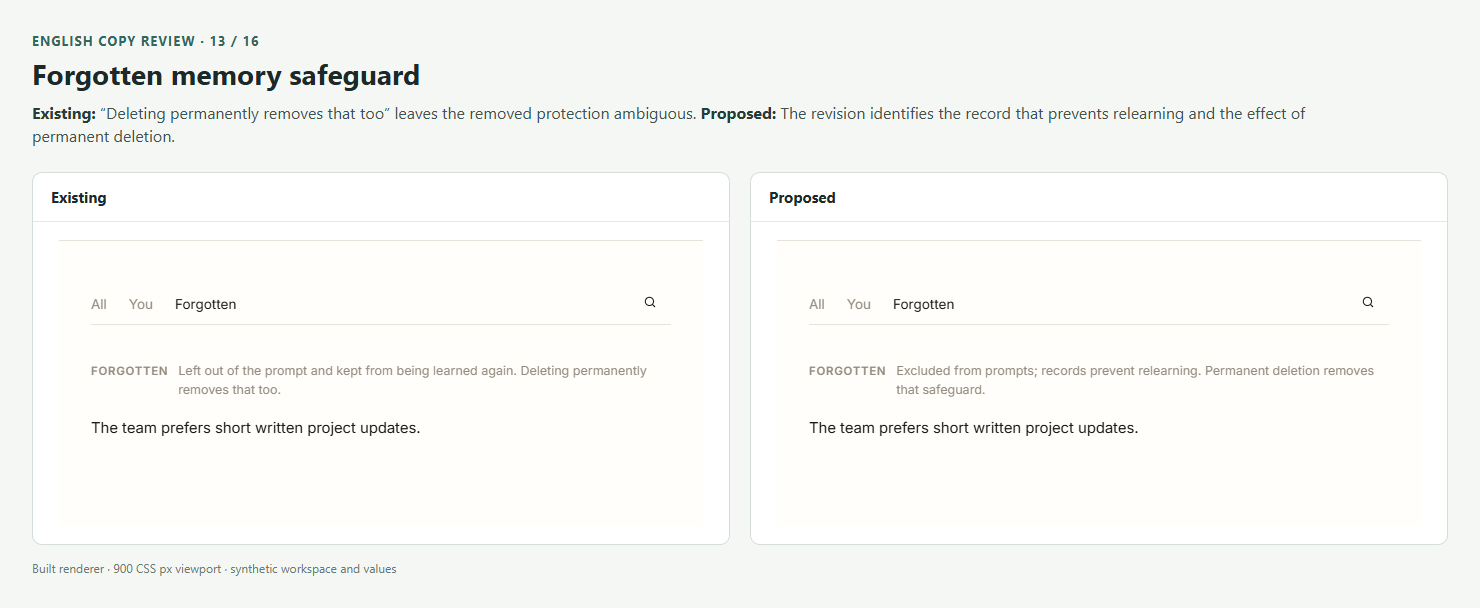 ENGLISH COPY REVIEW · 13 / 16
Forgotten memory safeguard
Existing: “Deleting permanently removes that too” leaves the removed protection ambiguous. Proposed: The revision identifies the record that prevents relearning and the effect of
permanent deletion.
Existing
All You Forgotten
FORGOTTEN Left out of the prompt and kept from being learned again. Deleting permanently
removes that too.
The team prefers short written project updates.
Proposed
All You Forgotten
FORGOTTEN Excluded from prompts; records prevent relearning. Permanent deletion removes
that safeguard.
The team prefers short written project updates.
Built renderer · 900 CSS px viewport · synthetic workspace and values